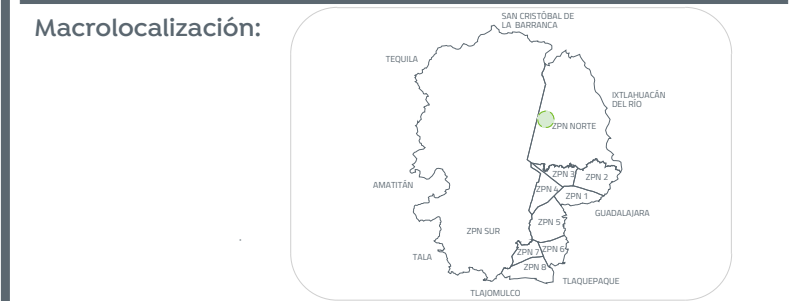 Macrolocalización:
SAN CRISTÓBAL DE
LA BARRANCA
TEQUILA
IXTLAHUACÁN
DEL RÍO
ZPN NORTE
ZPN 3
ZPN 2
AMATITÁN
ZPN 4
ZPN 1
GUADALAJARA
ZPN 5
ZPN SUR
ZPN 7
ZPN 6
TALA
ZPN 8
TLAQUEPAQUE
TLAJOMULCO